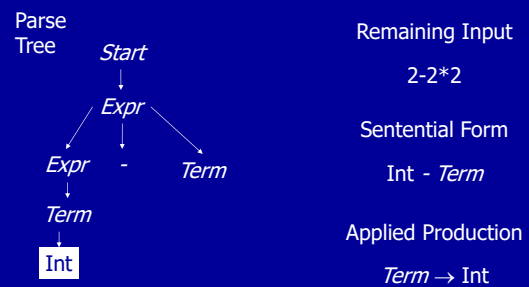 Parse
Tree
Start
Expr
Expr - Term
Term
Int
Remaining Input
2-2*2
Sentential Form
Int - Term
Applied Production
Term → Int